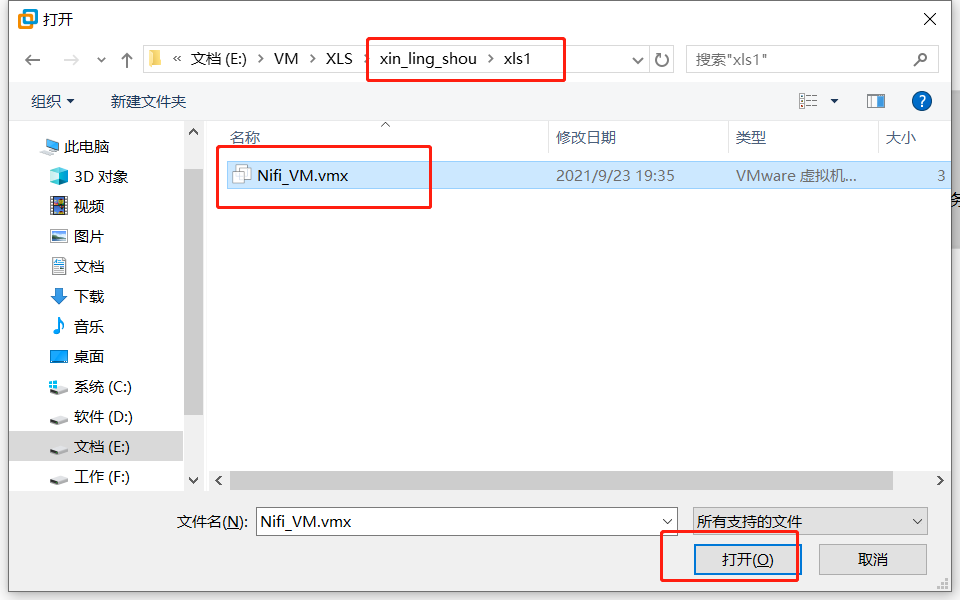 打开
« 文档 (E:) > VM > XLS > xin_ling_shou > xls1
搜索"xls1"
组织 新建文件夹
?
名称 修改日期 类型 大小
Nifi_VM.vmx 2021/9/23 19:35 VMware 虚拟机... 3
此电脑
3D 对象
视频
图片
文档
下载
音乐
桌面
系统 (C:)
软件 (D:)
文档 (E:)
工作 (F:)
文件名(N): Nifi_VM.vmx 所有支持的文件
打开(O) 取消